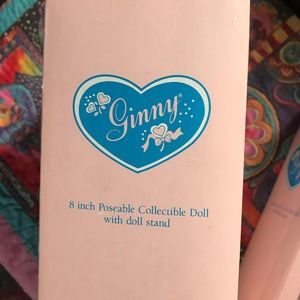 Ginny®
8 inch Poseable Collectible Doll
with doll stand